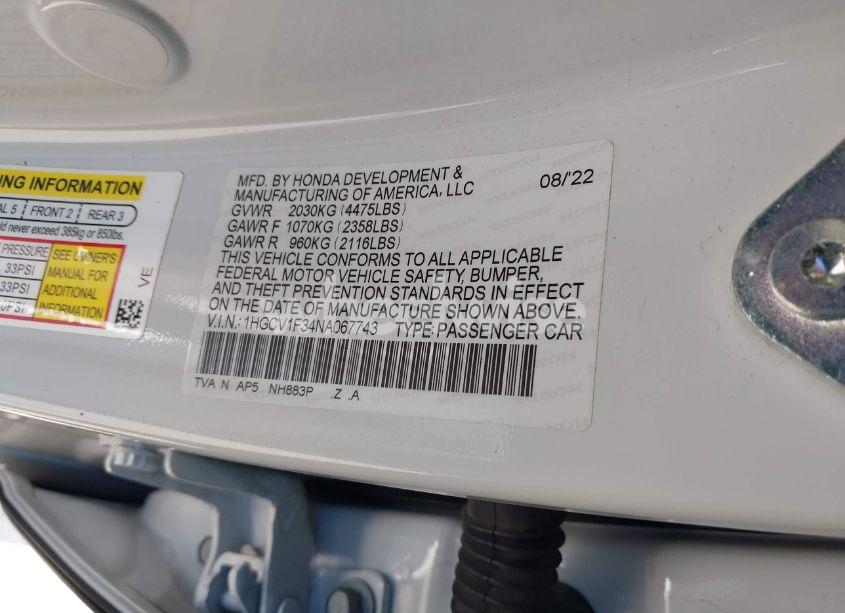 NG INFORMATION
AL 5 FRONT 2 REAR 3
uld never exceed 385kg or 850lbs.
PRESSURE
33PSI
33PSI
0PSI
SEE OWNER'S
MANUAL FOR
ADDITIONAL
INFORMATION
VE
MFD. BY HONDA DEVELOPMENT &
MANUFACTURING OF AMERICA, LLC 08/'22
GVWR 2030KG (4475LBS)
GAWR F 1070KG (2358LBS)
GAWR R 960KG (2116LBS)
THIS VEHICLE CONFORMS TO ALL APPLICABLE
FEDERAL MOTOR VEHICLE SAFETY, BUMPER,
AND THEFT PREVENTION STANDARDS IN EFFECT
ON THE DATE OF MANUFACTURE SHOWN ABOVE.
V.I.N.: 1HGCV1F34NA067743 TYPE: PASSENGER CAR
TVA N AP5 NH883P .Z .A